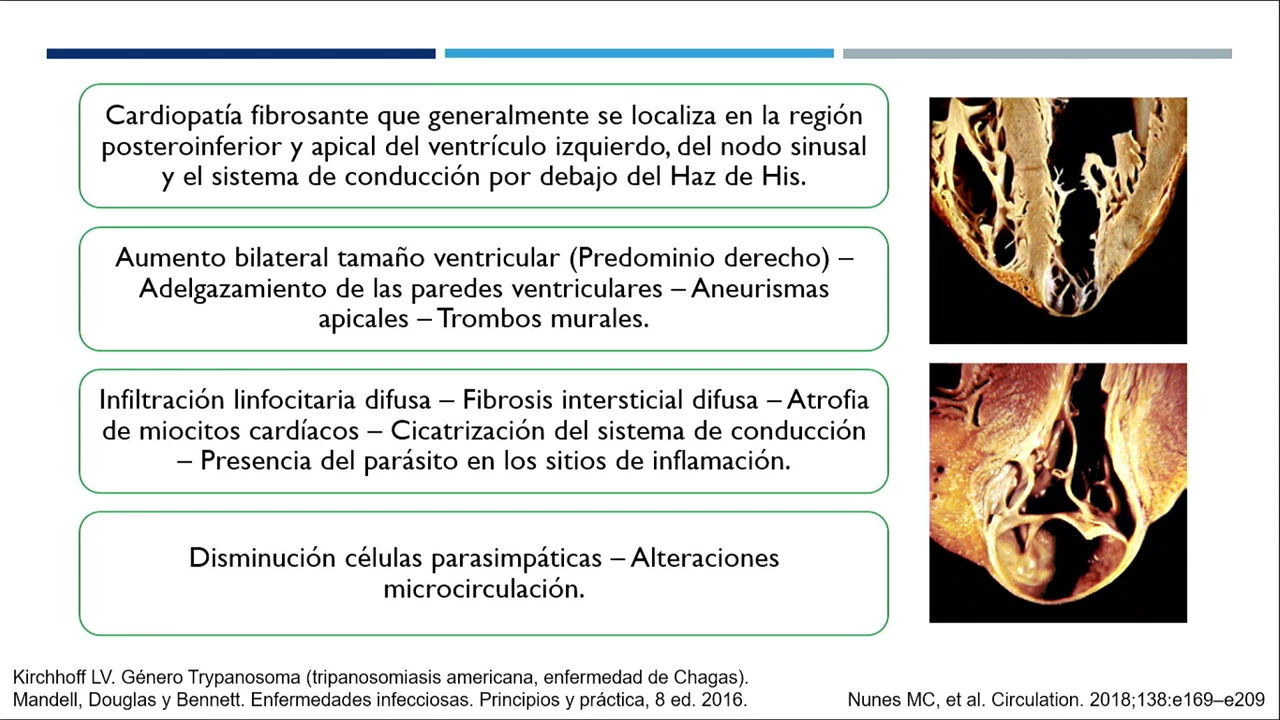 Cardiopatía fibrosante que generalmente se localiza en la región
posteroinferior y apical del ventrículo izquierdo, del nodo sinusal
y el sistema de conducción por debajo del Haz de His.
Aumento bilateral tamaño ventricular (Predominio derecho) –
Adelgazamiento de las paredes ventriculares – Aneurismas
apicales – Trombos murales.
Infiltración linfocitaria difusa – Fibrosis intersticial difusa – Atrofia
de miocitos cardíacos – Cicatrización del sistema de conducción
– Presencia del parásito en los sitios de inflamación.
Disminución células parasimpáticas – Alteraciones
microcirculación.
Kirchhoff LV. Género Trypanosoma (tripanosomiasis americana, enfermedad de Chagas).
Mandell, Douglas y Bennett. Enfermedades infecciosas. Principios y práctica, 8 ed. 2016.
Nunes MC, et al. Circulation. 2018;138:e169–e209